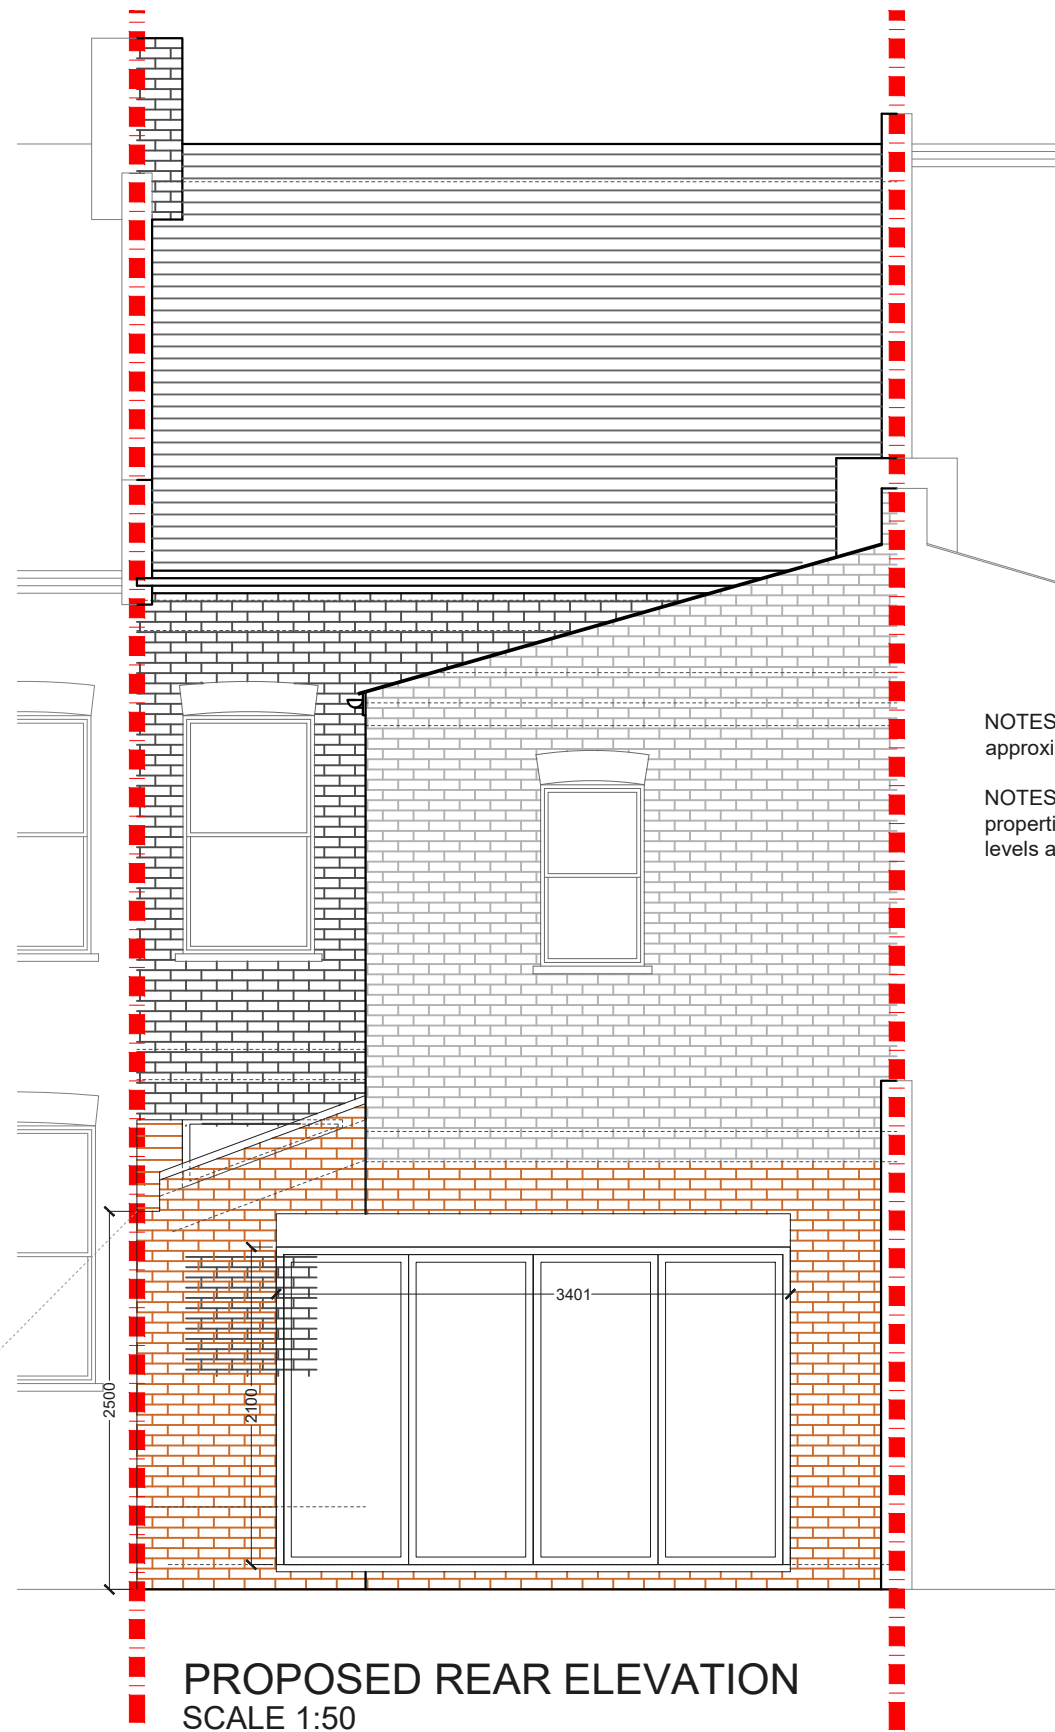 NOTES
approxi
NOTES
properti
levels a
3401
2100
2500
PROPOSED REAR ELEVATION
SCALE 1:50